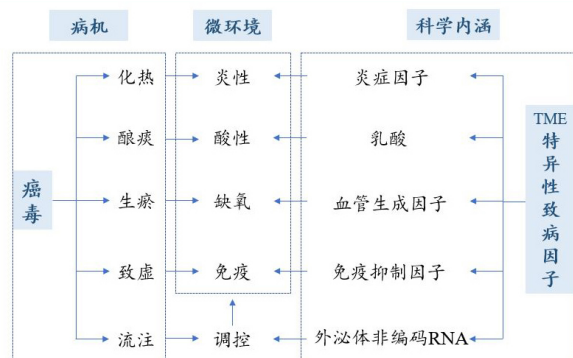 病机 微环境 科学内涵
化热 炎性 炎症因子
酿痰 酸性 乳酸
癌毒
生瘀 缺氧 血管生成因子
致虚 免疫 免疫抑制因子
流注 调控 外泌体非编码RNA
TME
特异性致病因子